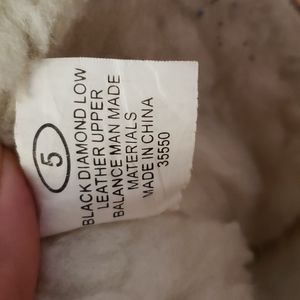 5
BLACK DIAMOND LOW
LEATHER UPPER
BALANCE MAN MADE
MATERIALS
MADE IN CHINA
35550